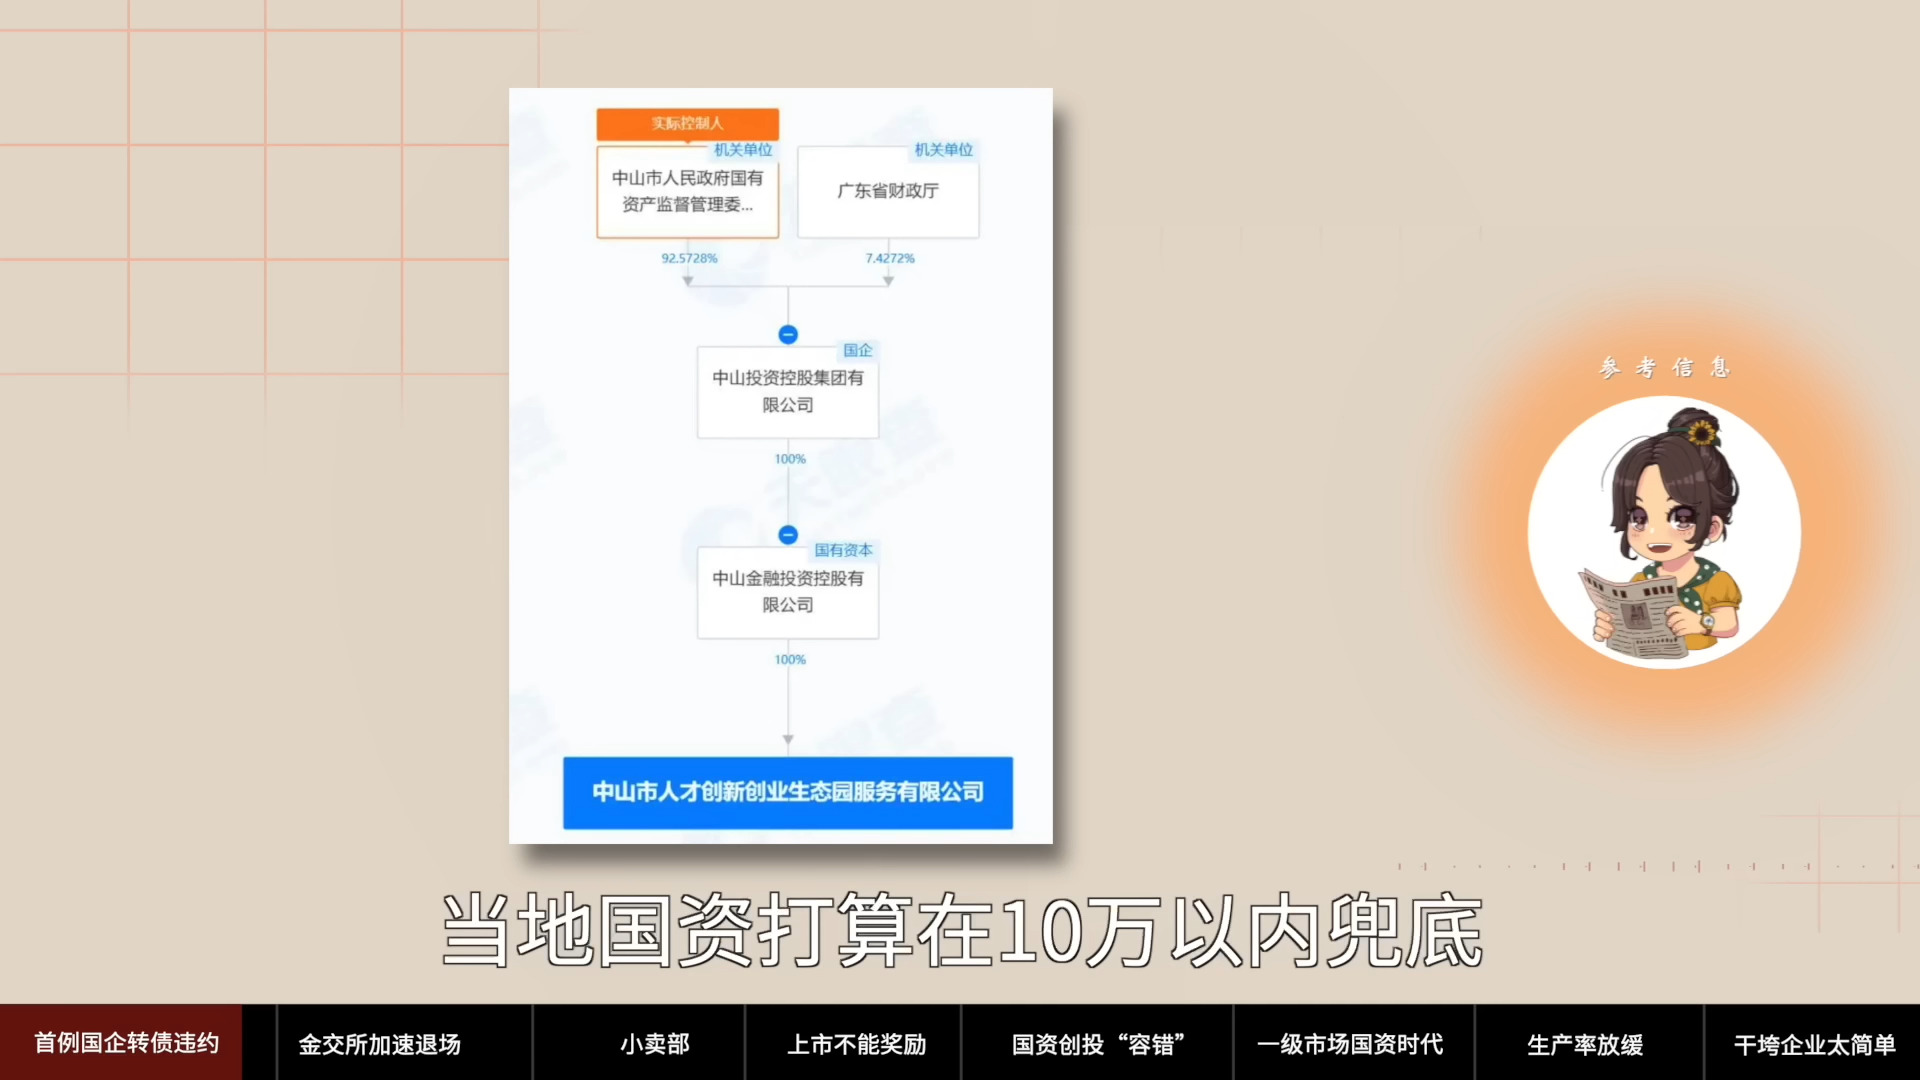 实际控制人
机关单位
中山市人民政府国有
资产监督管理委...
机关单位
广东省财政厅
92.5728%
7.4272%
国企
中山投资控股集团有
限公司
100%
国有资本
中山金融投资控股有
限公司
100%
中山市人才创新创业生态园服务有限公司
参考信息
当地国资打算在10万以内兜底
首例国企转债违约
金交所加速退场
小卖部
上市不能奖励
国资创投“容错”
一级市场国资时代
生产率放缓
干垮企业太简单